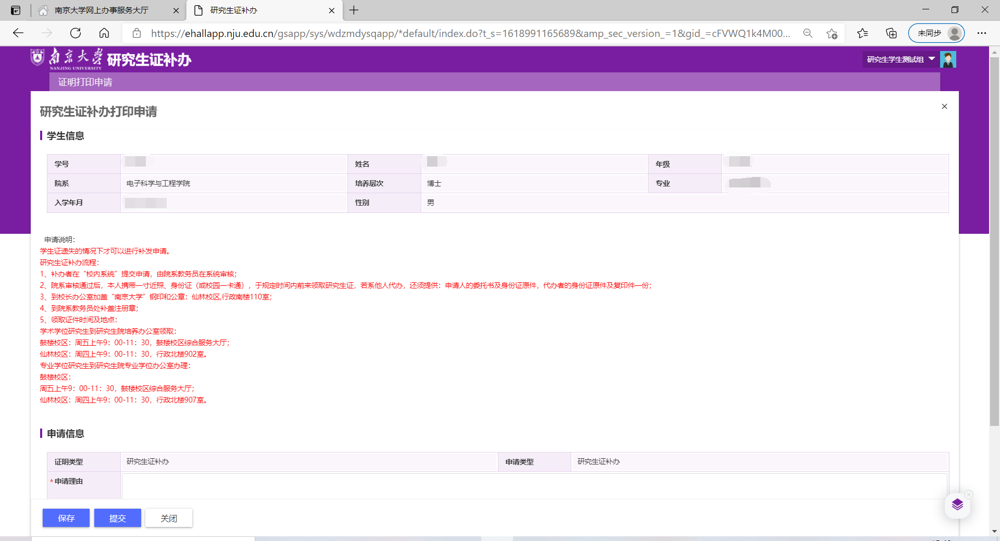 南京大学网上办事服务大厅
研究生证补办
https://ehallapp.nju.edu.cn/gsapp/sys/wdzmdysqapp/*default/index.do?t_s=1618991165689&amp_sec_version_=1&gid_=cFVWQ1k4M00...
未同步
南京大学 研究生证补办
NANJING UNIVERSITY
研究生学生测试组
证明打印申请
研究生证补办打印申请
学生信息
学号 姓名 年级
院系 电子科学与工程学院 培养层次 博士 专业
入学年月 性别 男
申请说明：
学生证遗失的情况下才可以进行补发申请。
研究生证补办流程：
1、补办者在“校内系统”提交申请，由院系教务员在系统审核；
2、院系审核通过后，本人携带一寸近照、身份证（或校园一卡通），于规定时间内前来领取研究生证，若系他人代办，还须提供：申请人的委托书及身份证原件，代办者的身份证原件及复印件一份；
3、到校长办公室加盖“南京大学”钢印和公章：仙林校区,行政南楼110室；
4、到院系教务员处补盖注册章；
5、领取证件时间及地点：
学术学位研究生到研究生院培养办公室领取：
鼓楼校区：周五上午9：00-11：30，鼓楼校区综合服务大厅；
仙林校区：周四上午9：00-11：30，行政北楼902室。
专业学位研究生到研究生院专业学位办公室办理：
鼓楼校区：
周五上午9：00-11：30，鼓楼校区综合服务大厅；
仙林校区：周四上午9：00-11：30，行政北楼907室。
申请信息
证明类型 研究生证补办 申请类型 研究生证补办
*申请理由
保存 提交 关闭